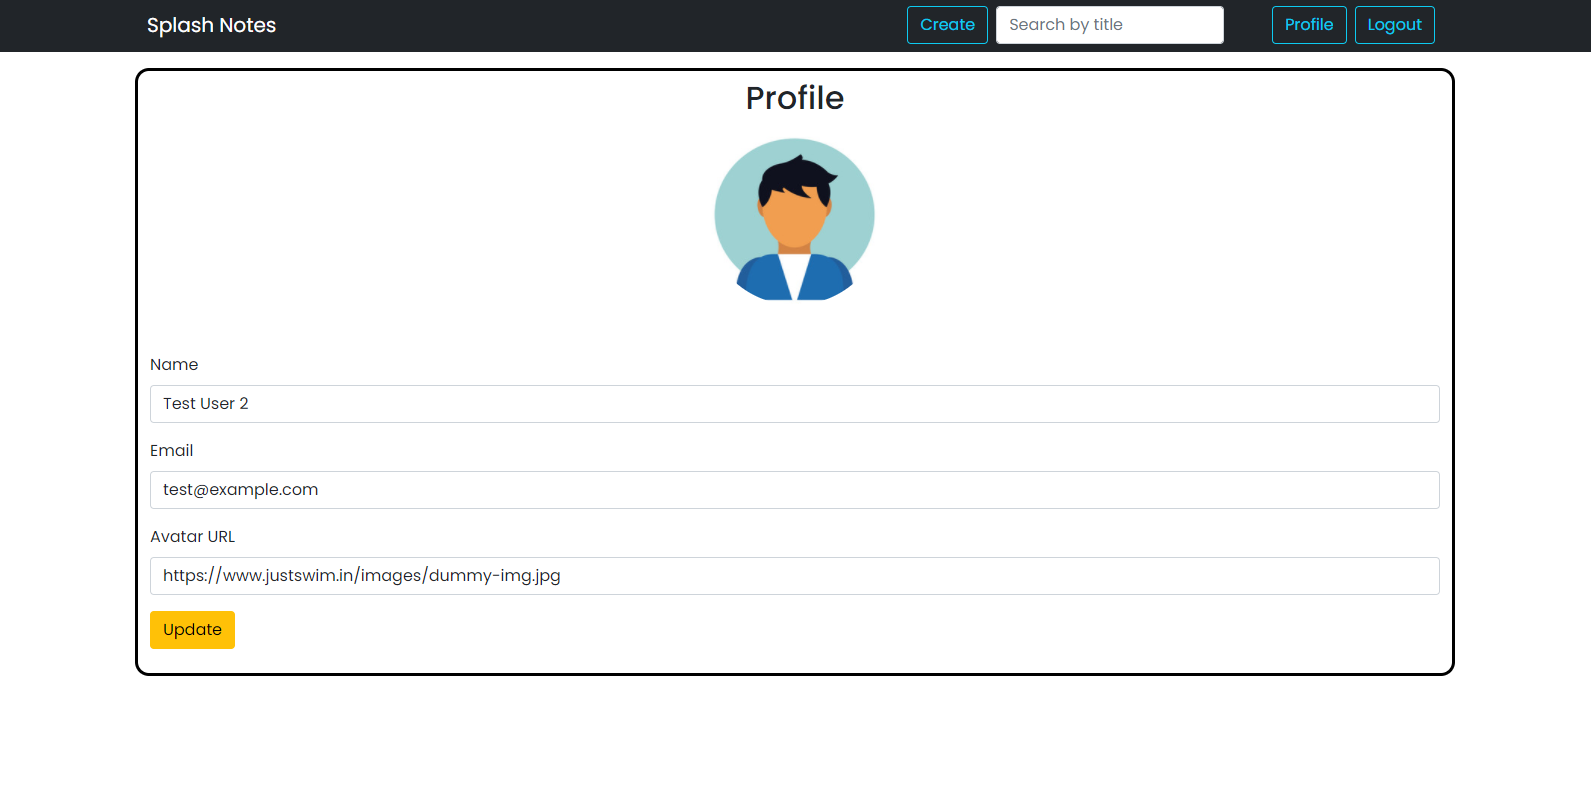 Splash Notes Create Search by title Profile Logout
Profile
Name
Test User 2
Email
test@example.com
Avatar URL
https://www.justswim.in/images/dummy-img.jpg
Update